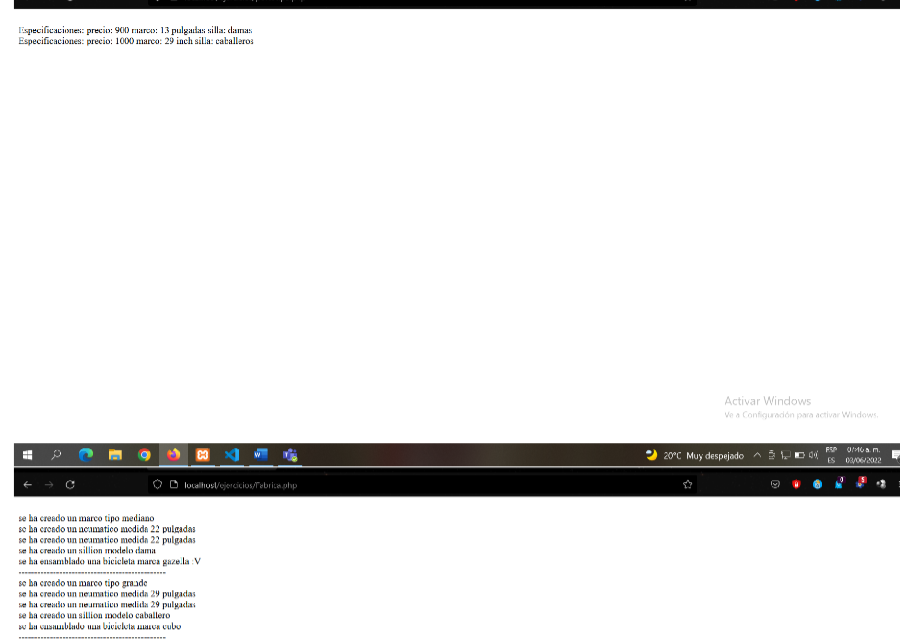 Especificaciones: precio: 900 marco: 13 pulgadas silla: damas
Especificaciones: precio: 1000 marco: 29 inch silla: caballeros
Activar Windows
Ve a Configuración para activar Windows.
20°C Muy despejado
ESP
07:46 a. m.
ES
03/06/2022
localhost/ejercicios/Fabrica.php
se ha creado un marco tipo mediano
se ha creado un neumatico medida 22 pulgadas
se ha creado un neumatico medida 22 pulgadas
se ha creado un sillion modelo dama
se ha ensamblado una bicicleta marca gazella :V
------------------------------------------------
se ha creado un marco tipo grande
se ha creado un neumatico medida 29 pulgadas
se ha creado un neumatico medida 29 pulgadas
se ha creado un sillion modelo caballero
se ha ensamblado una bicicleta marca cubo
------------------------------------------------